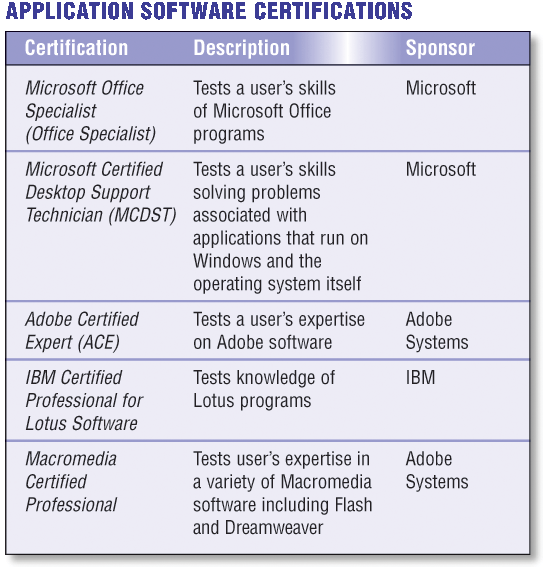 APPLICATION SOFTWARE CERTIFICATIONS
Certification Description Sponsor
Microsoft Office
Specialist
(Office Specialist)
Tests a user's skills
of Microsoft Office
programs
Microsoft
Microsoft Certified
Desktop Support
Technician (MCDST)
Tests a user's skills
solving problems
associated with
applications that run on
Windows and the
operating system itself
Microsoft
Adobe Certified
Expert (ACE)
Tests a user's expertise
on Adobe software
Adobe
Systems
IBM Certified
Professional for
Lotus Software
Tests knowledge of
Lotus programs
IBM
Macromedia
Certified
Professional
Tests user's expertise in
a variety of Macromedia
software including Flash
and Dreamweaver
Adobe
Systems